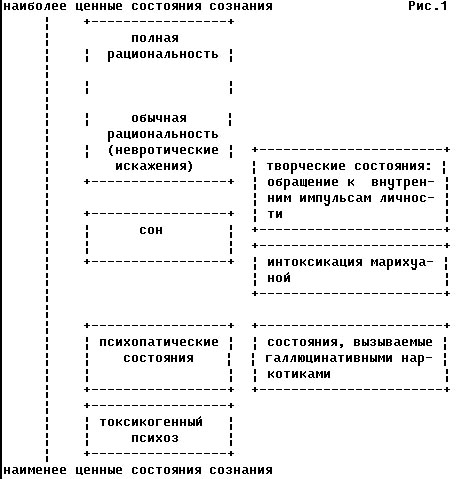 наиболее ценные состояния сознания Рис.1
полная
рациональность
обычная
рациональность
(невротические
искажения)
творческие состояния:
обращение к внутрен-
ним импульсам личнос-
ти
сон
интоксикация марихуа-
ной
психопатические
состояния
состояния, вызываемые
галлюцинативными нар-
котиками
токсикогенный
психоз
наименее ценные состояния сознания